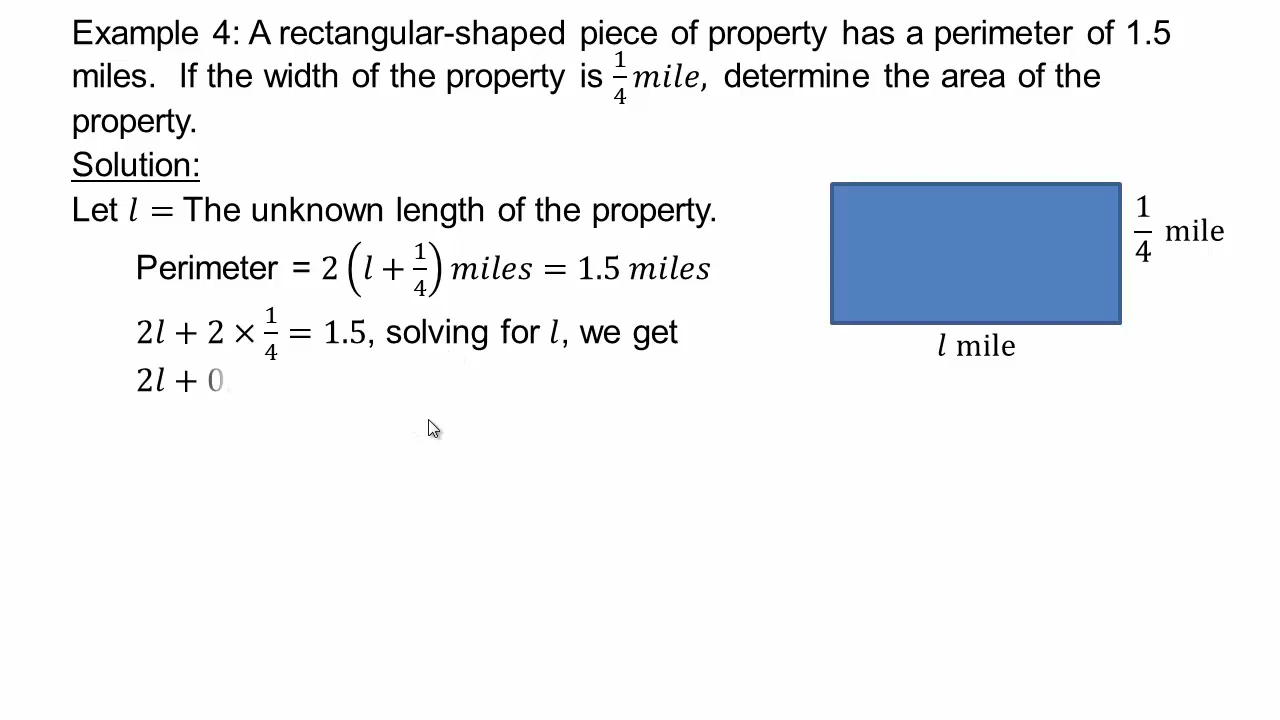 Example 4: A rectangular-shaped piece of property has a perimeter of 1.5
miles. If the width of the property is 1/4 mile, determine the area of the
property.
Solution:
Let l = The unknown length of the property.
Perimeter = 2(l + 1/4) miles = 1.5 miles
2l + 2 × 1/4 = 1.5, solving for l, we get
2l + 0.
1/4 mile
l mile